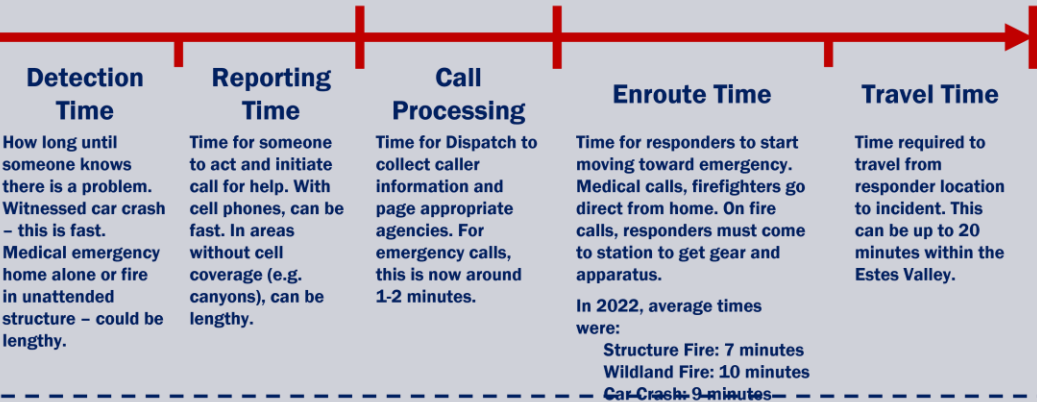 Detection
Time
How long until
someone knows
there is a problem.
Witnessed car crash
– this is fast.
Medical emergency
home alone or fire
in unattended
structure – could be
lengthy.
Reporting
Time
Time for someone
to act and initiate
call for help. With
cell phones, can be
fast. In areas
without cell
coverage (e.g.
canyons), can be
lengthy.
Call
Processing
Time for Dispatch to
collect caller
information and
page appropriate
agencies. For
emergency calls,
this is now around
1-2 minutes.
Enroute Time
Time for responders to start
moving toward emergency.
Medical calls, firefighters go
direct from home. On fire
calls, responders must come
to station to get gear and
apparatus.
In 2022, average times
were:
Structure Fire: 7 minutes
Wildland Fire: 10 minutes
Car Crash: 9 minutes
Travel Time
Time required to
travel from
responder location
to incident. This
can be up to 20
minutes within the
Estes Valley.